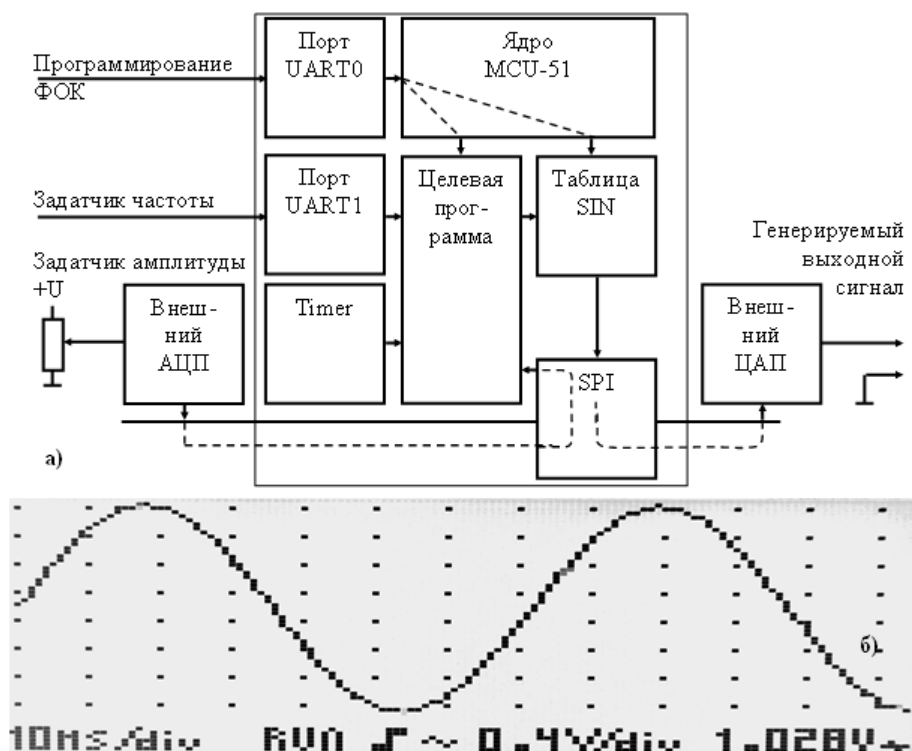 Программирование
ФОК
Порт
UART0
Ядро
MCU-51
Задатчик частоты
Порт
UART1
Целевая
прог-
рамма
Таблица
SIN
Задатчик амплитуды
+U
Внеш-
ний
АЦП
Timer
SPI
Внеш-
ний
ЦАП
Генерируемый
выходной
сигнал
а)
б)
10ms/div RUN ~ 0.4V/div 1.028V~